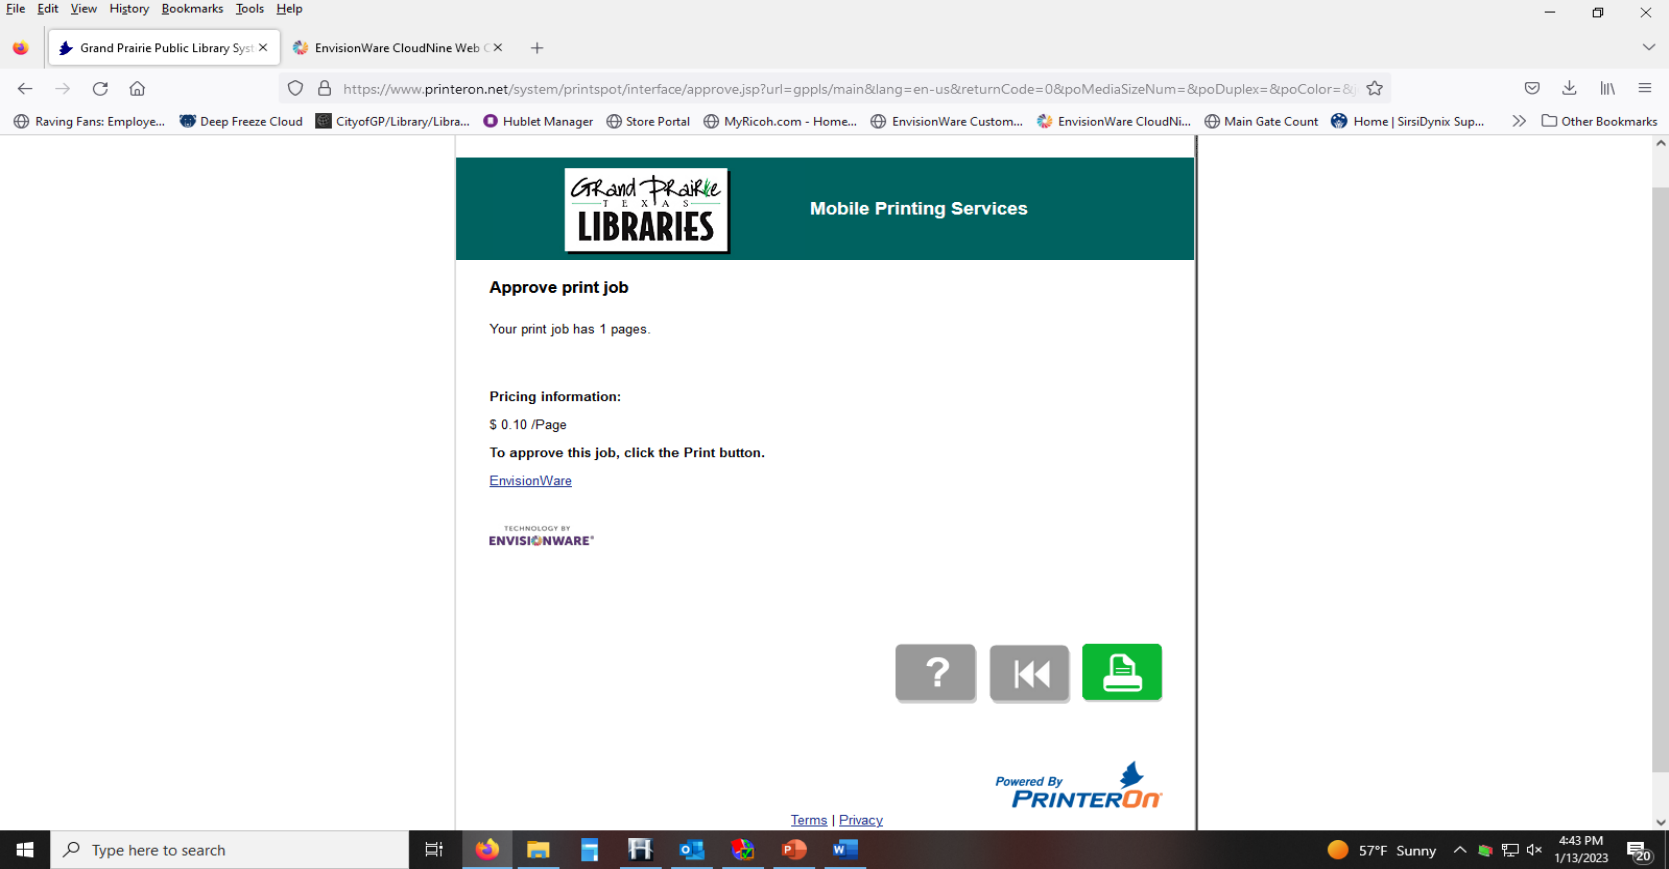 File Edit View History Bookmarks Tools Help
Grand Prairie Public Library Syst
EnvisionWare CloudNine Web C
https://www.printeron.net/system/printspot/interface/approve.jsp?url=gppls/main&lang=en-us&returnCode=0&poMediaSizeNum=&poDuplex=&poColor=&j
Raving Fans: Employe... Deep Freeze Cloud CityofGP/Library/Libra... Hublet Manager Store Portal MyRicoh.com - Home... EnvisionWare Custom... EnvisionWare CloudNi... Main Gate Count Home | SirsiDynix Sup... Other Bookmarks
Grand Prairie
TEXAS
LIBRARIES
Mobile Printing Services
Approve print job
Your print job has 1 pages.
Pricing information:
$ 0.10 /Page
To approve this job, click the Print button.
EnvisionWare
TECHNOLOGY BY
ENVISIONWARE®
?
Powered By
PRINTEROn
Terms | Privacy
Type here to search
57°F Sunny
4:43 PM
1/13/2023
20